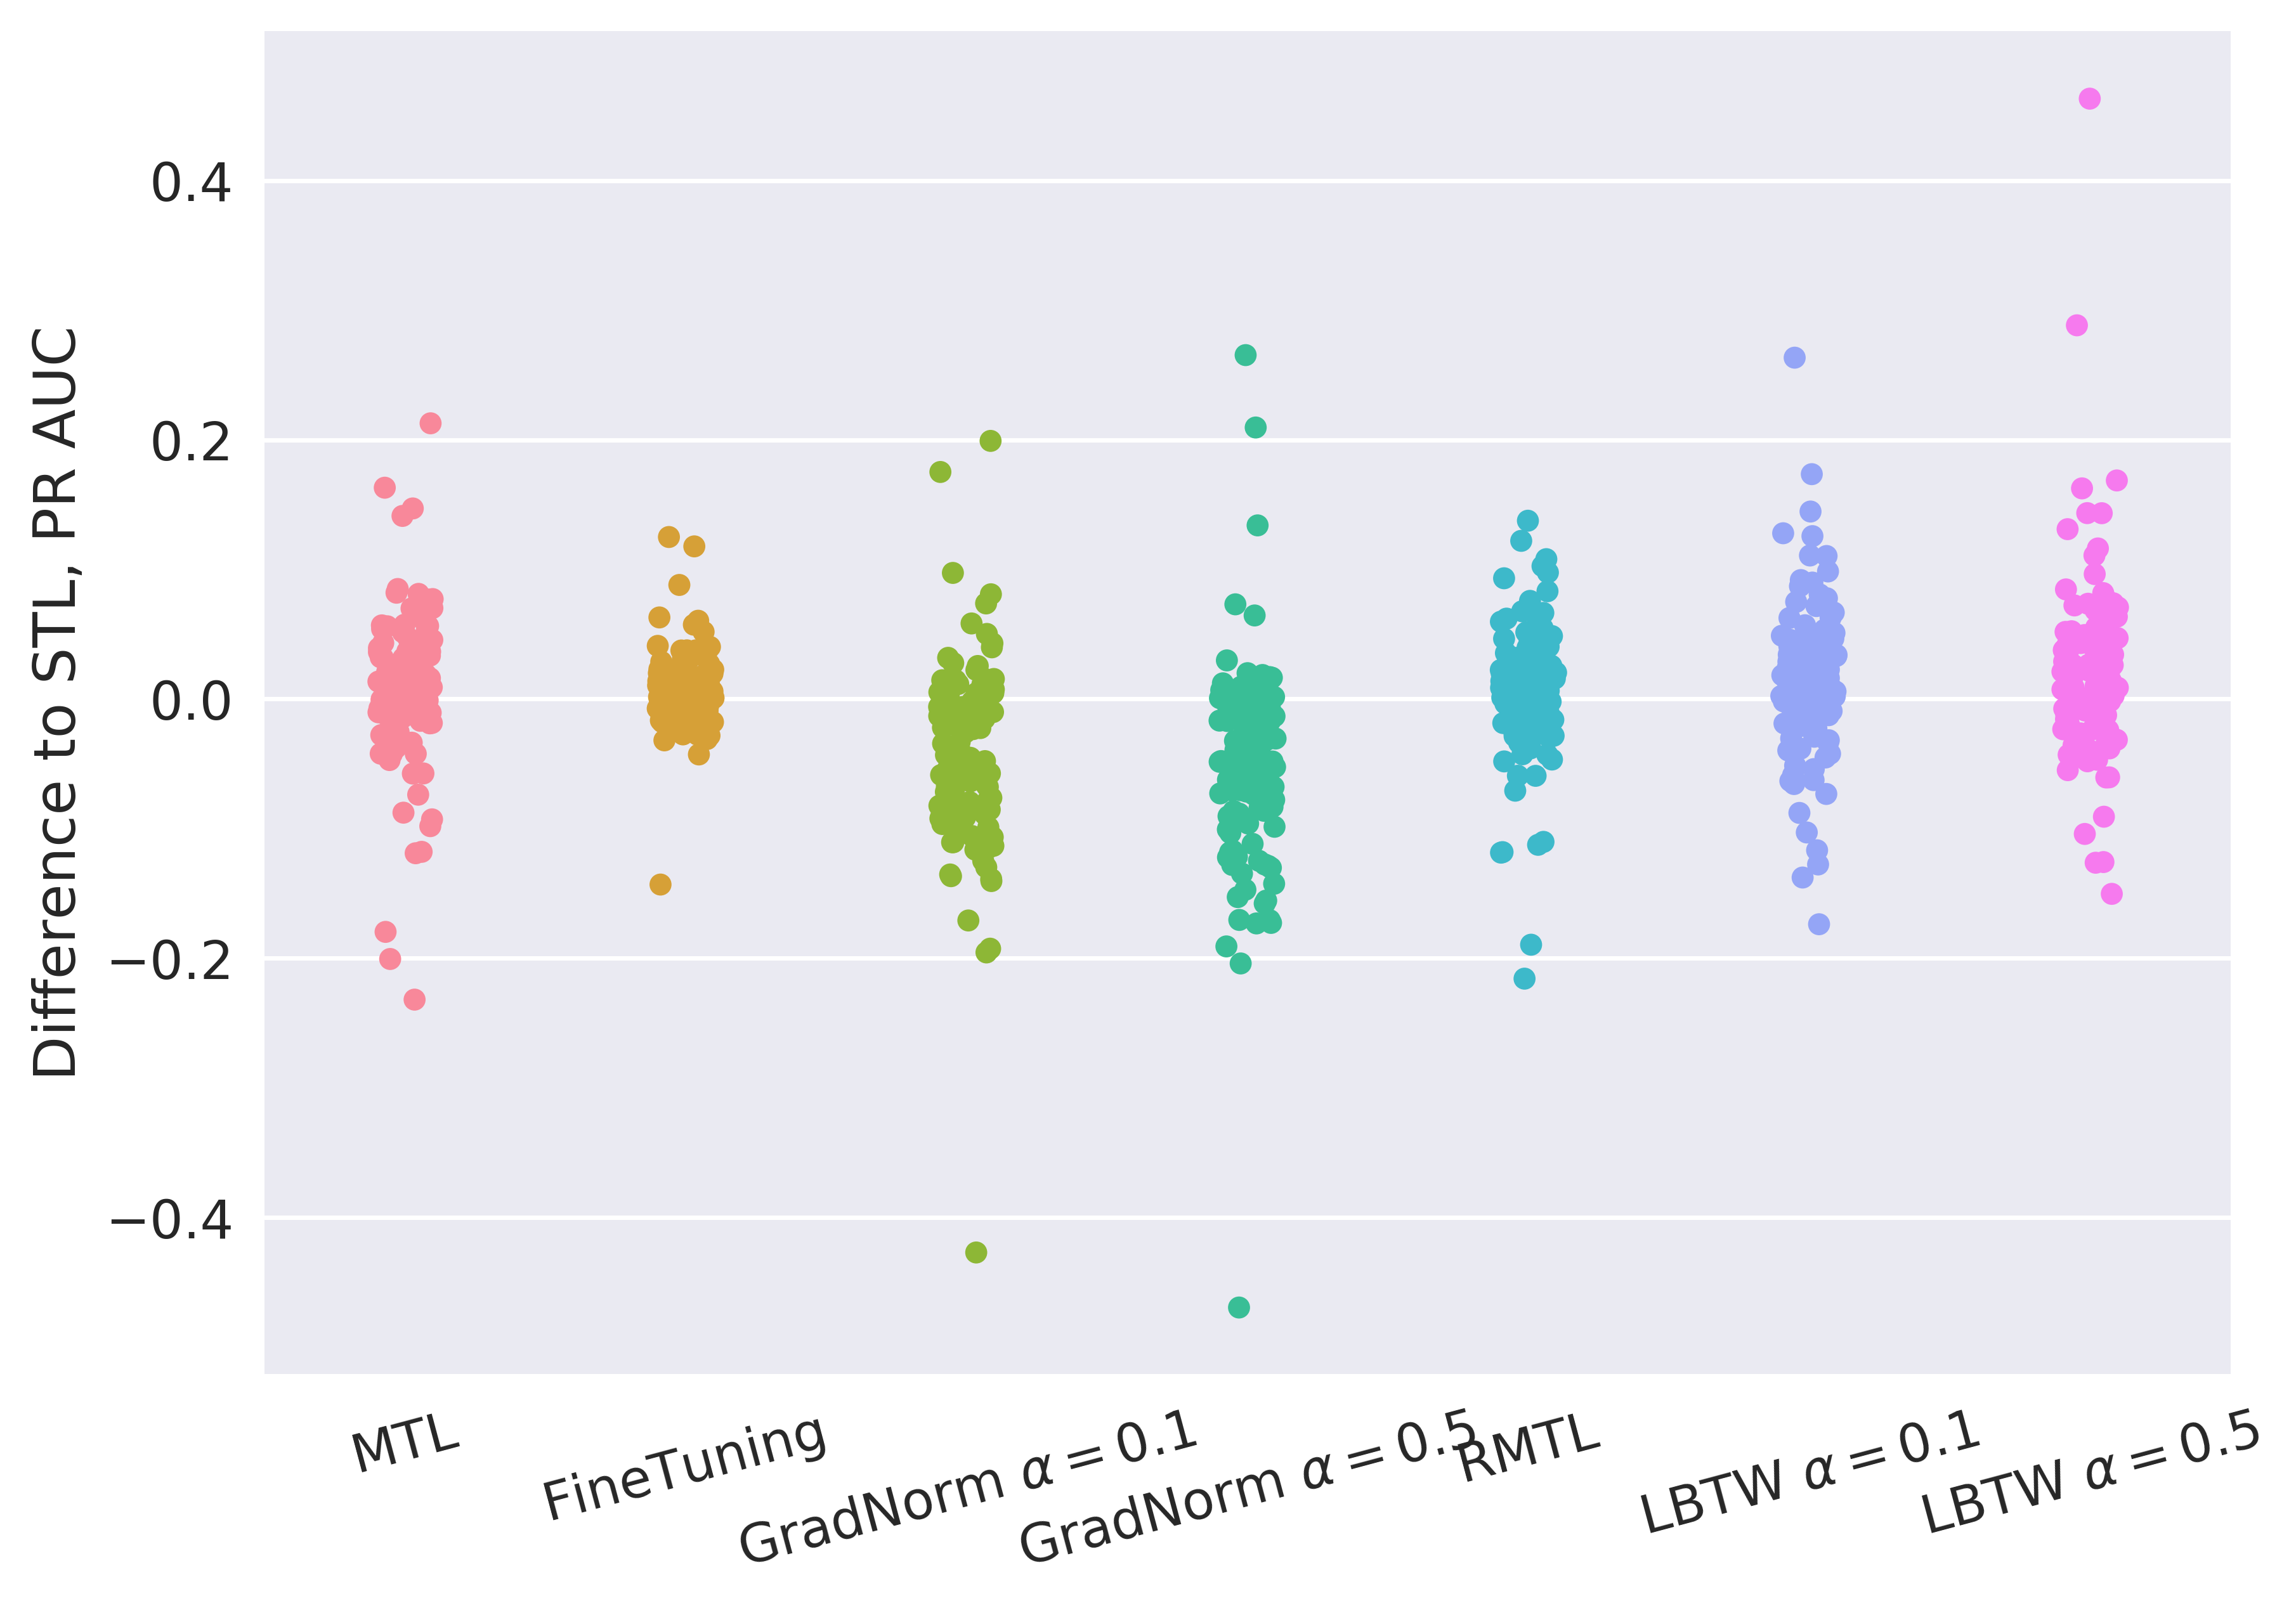 Difference to STL, PR AUC
0.4
0.2
0.0
−0.2
−0.4
MTL
FineTuning
GradNorm α = 0.1
GradNorm α = 0.5
RMTL
LBTW α = 0.1
LBTW α = 0.5